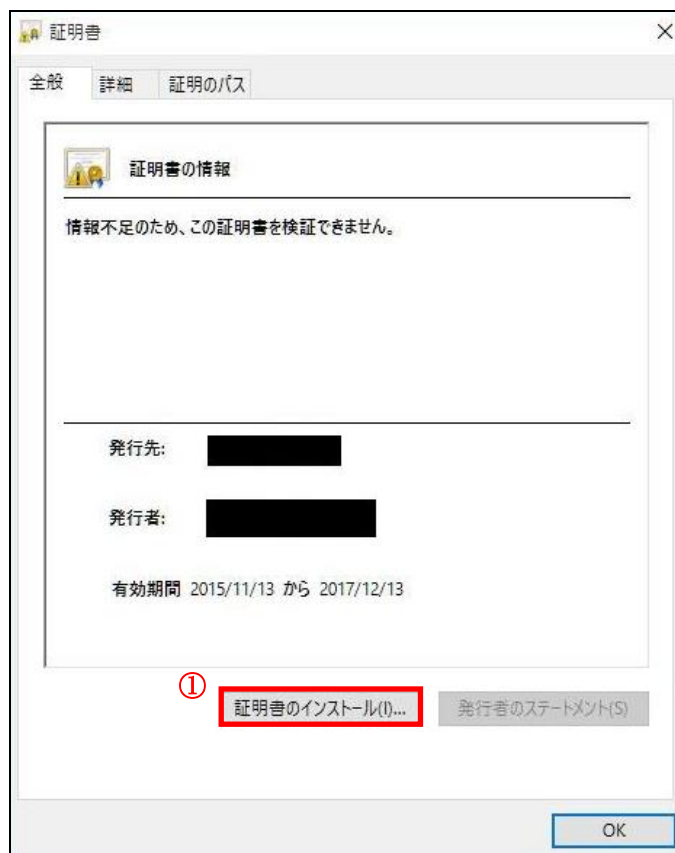 証明書
全般 詳細 証明のパス
証明書の情報
情報不足のため、この証明書を検証できません。
発行先:
発行者:
有効期間 2015/11/13 から 2017/12/13
①
証明書のインストール(I)... 発行者のステートメント(S)
OK